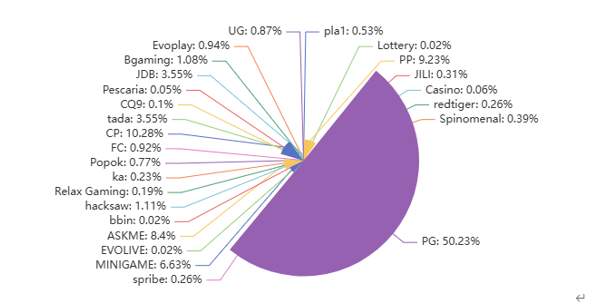 UG: 0.87%
pla1: 0.53%
Evoplay: 0.94%
Lottery: 0.02%
Bgaming: 1.08%
PP: 9.23%
JDB: 3.55%
JILI: 0.31%
Pescaria: 0.05%
Casino: 0.06%
CQ9: 0.1%
redtiger: 0.26%
tada: 3.55%
Spinomenal: 0.39%
CP: 10.28%
FC: 0.92%
Popok: 0.77%
ka: 0.23%
Relax Gaming: 0.19%
hacksaw: 1.11%
bbin: 0.02%
ASKME: 8.4%
PG: 50.23%
EVOLIVE: 0.02%
MINIGAME: 6.63%
spribe: 0.26%